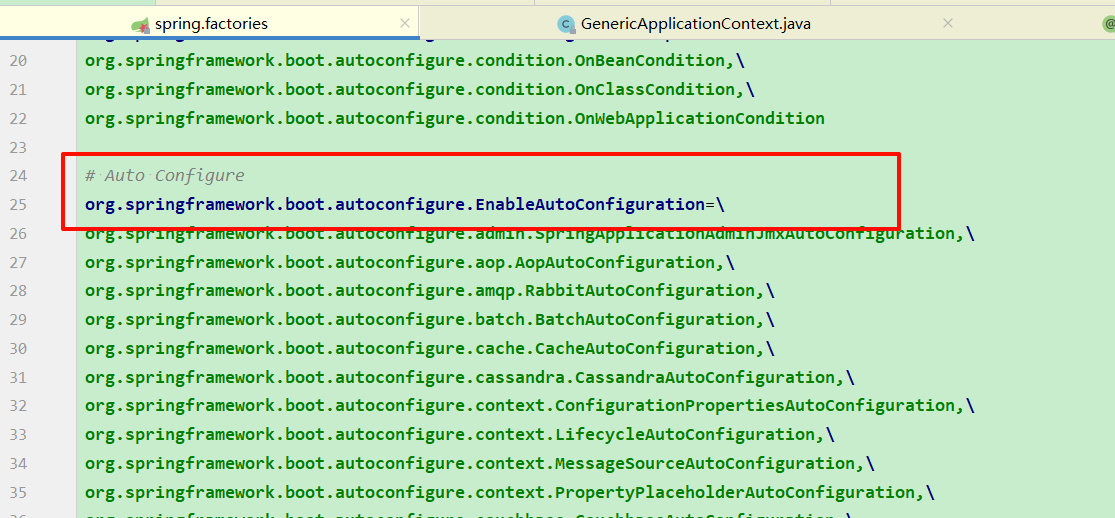 spring.factories
GenericApplicationContext.java
20 org.springframework.boot.autoconfigure.condition.OnBeanCondition,\
21 org.springframework.boot.autoconfigure.condition.OnClassCondition,\
22 org.springframework.boot.autoconfigure.condition.OnWebApplicationCondition
23
24 # Auto Configure
25 org.springframework.boot.autoconfigure.EnableAutoConfiguration=\
26 org.springframework.boot.autoconfigure.admin.SpringApplicationAdminJmxAutoConfiguration,\
27 org.springframework.boot.autoconfigure.aop.AopAutoConfiguration,\
28 org.springframework.boot.autoconfigure.amqp.RabbitAutoConfiguration,\
29 org.springframework.boot.autoconfigure.batch.BatchAutoConfiguration,\
30 org.springframework.boot.autoconfigure.cache.CacheAutoConfiguration,\
31 org.springframework.boot.autoconfigure.cassandra.CassandraAutoConfiguration,\
32 org.springframework.boot.autoconfigure.context.ConfigurationPropertiesAutoConfiguration,\
33 org.springframework.boot.autoconfigure.context.LifecycleAutoConfiguration,\
34 org.springframework.boot.autoconfigure.context.MessageSourceAutoConfiguration,\
35 org.springframework.boot.autoconfigure.context.PropertyPlaceholderAutoConfiguration,\